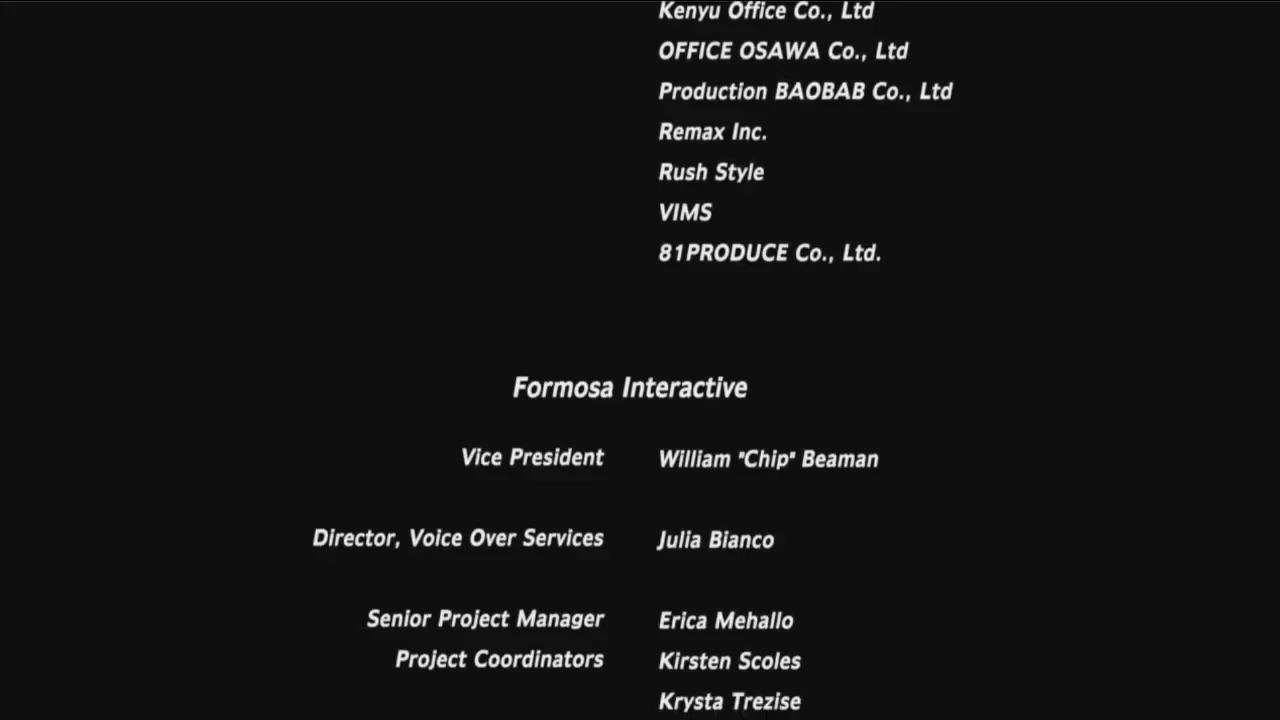 Kenyu Office Co., Ltd
OFFICE OSAWA Co., Ltd
Production BAOBAB Co., Ltd
Remax Inc.
Rush Style
VIMS
81PRODUCE Co., Ltd.
Formosa Interactive
Vice President William "Chip" Beaman
Director, Voice Over Services Julia Bianco
Senior Project Manager Erica Mehallo
Project Coordinators Kirsten Scoles
Krysta Trezise